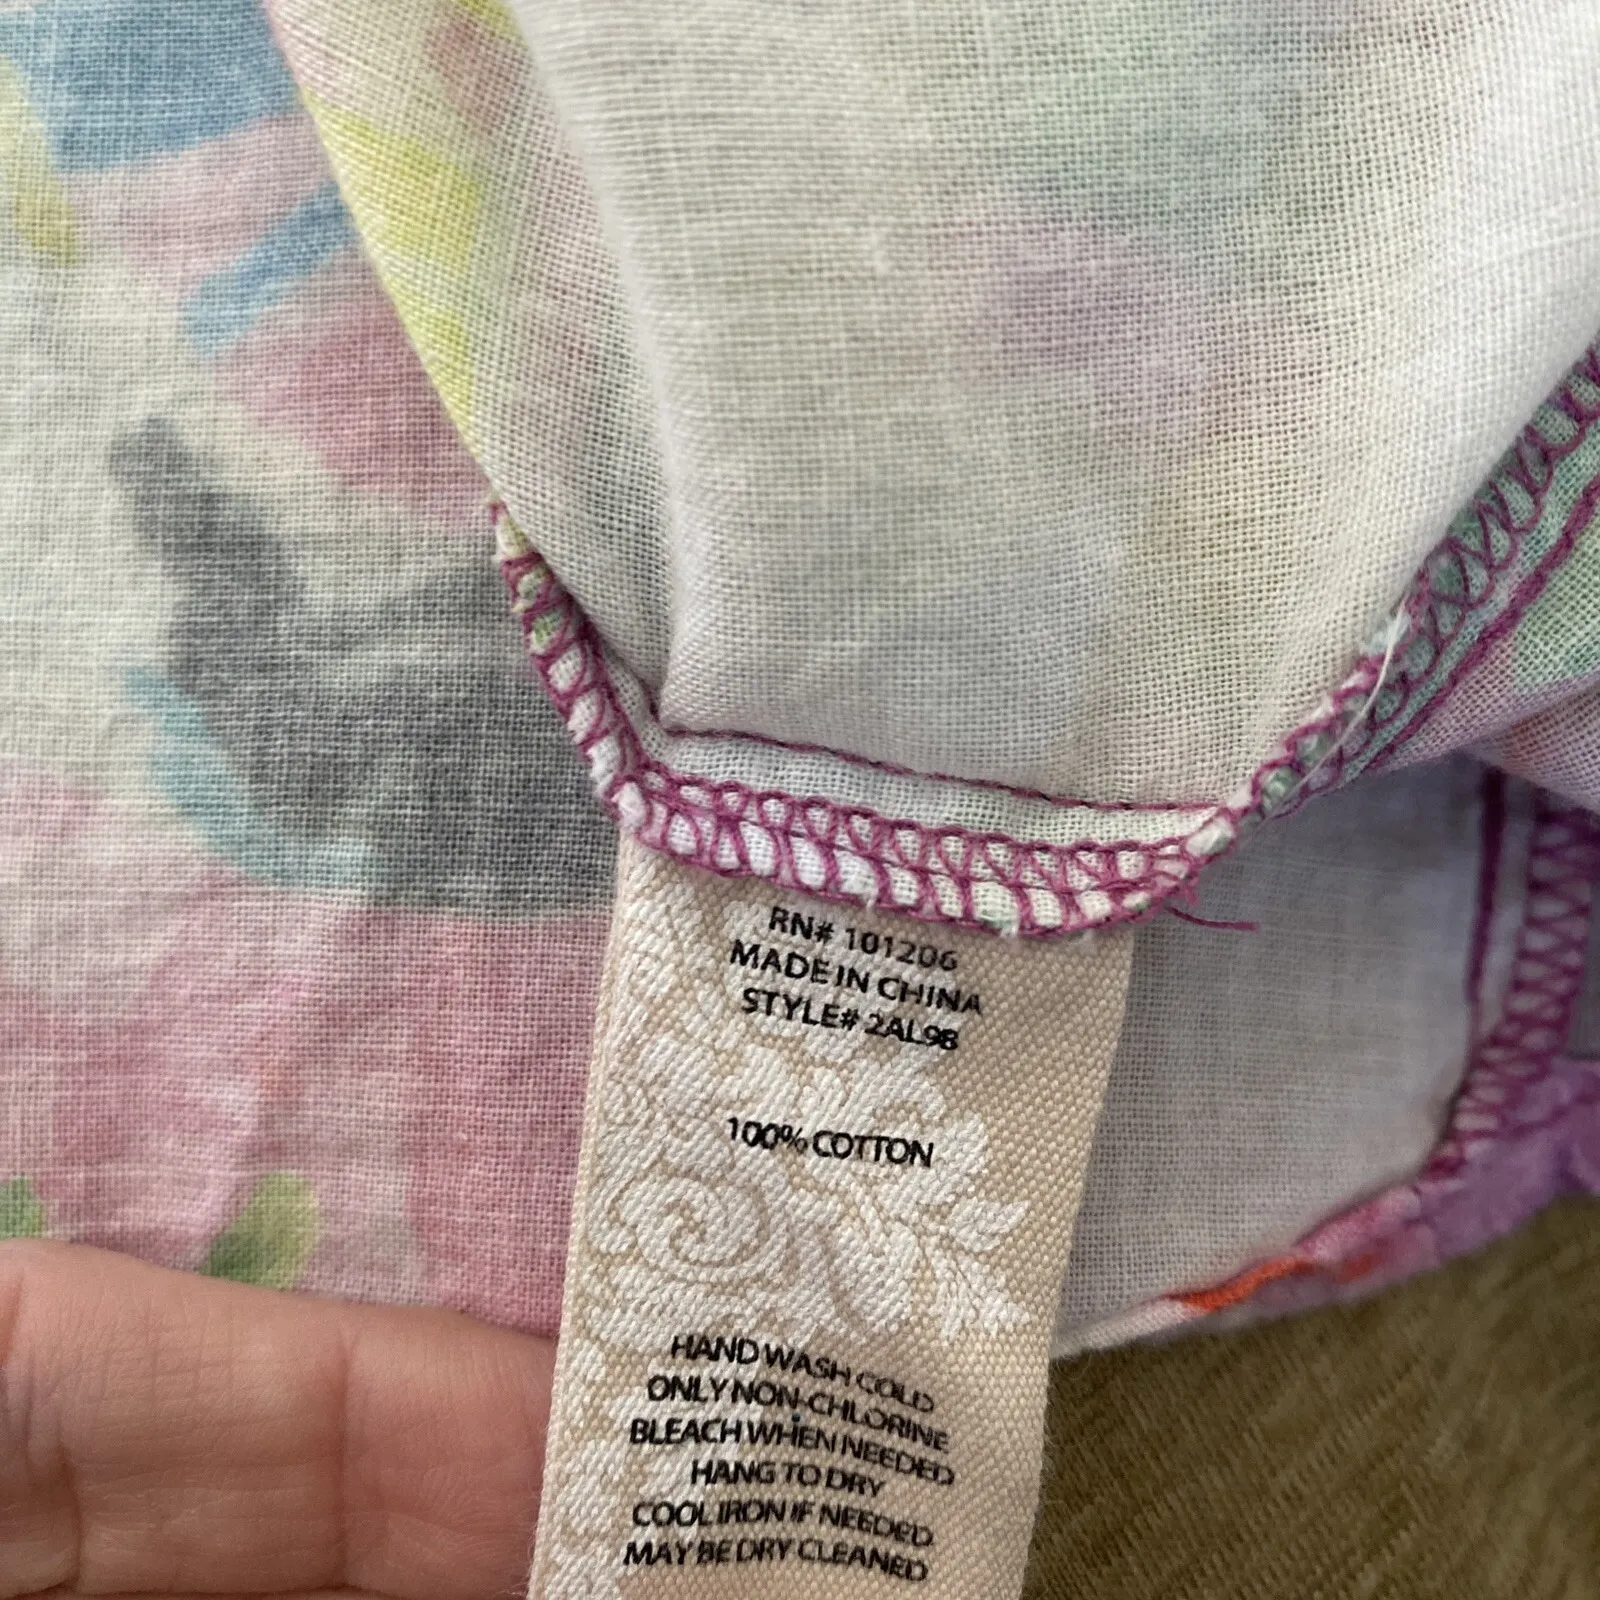 RN# 101206
MADE IN CHINA
STYLE# 2AL98
100% COTTON
HAND WASH COLD
ONLY NON-CHLORINE
BLEACH WHEN NEEDED
HANG TO DRY
COOL IRON IF NEEDED
MAY BE DRY CLEANED